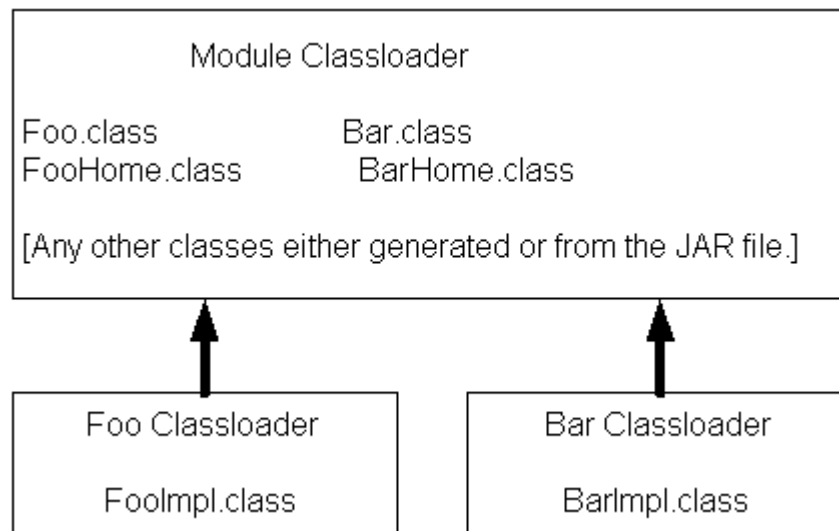 Module Classloader
Foo.class Bar.class
FooHome.class BarHome.class
[Any other classes either generated or from the JAR file.]
Foo Classloader
FooImpl.class
Bar Classloader
BarImpl.class